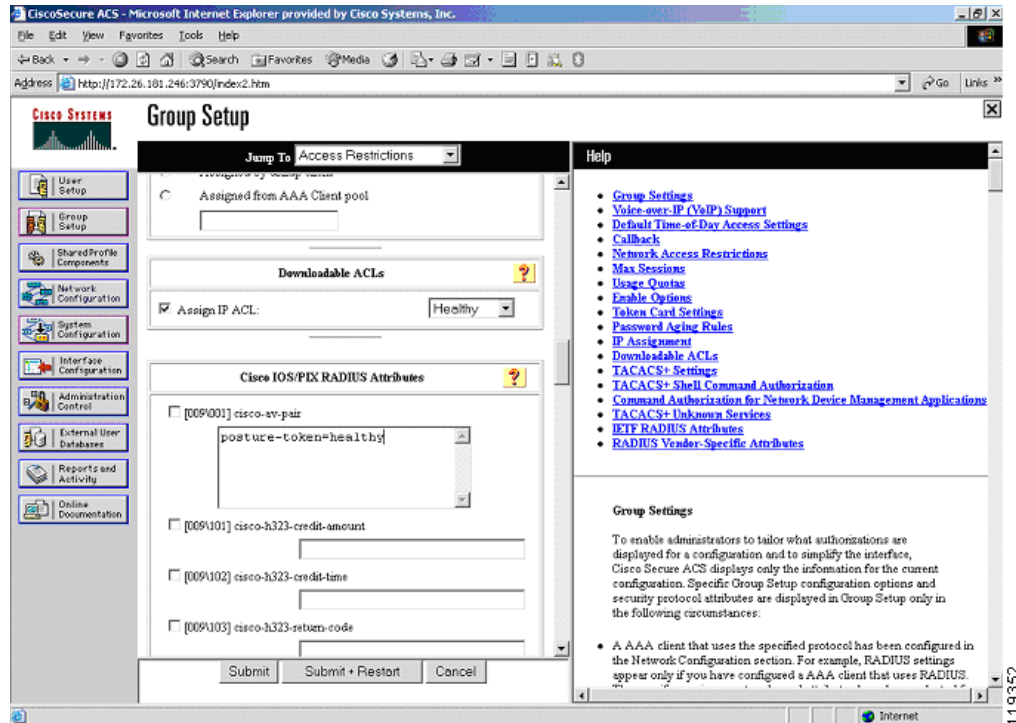 CiscoSecure ACS - Microsoft Internet Explorer provided by Cisco Systems, Inc.
File Edit View Favorites Tools Help
Back Search Favorites Media
Address http://172.26.181.246:3790/index2.htm Go Links »
CISCO SYSTEMS
Group Setup
Jump To Access Restrictions
User Setup
Group Setup
Shared Profile Components
Network Configuration
System Configuration
Interface Configuration
Administration Control
External User Databases
Reports and Activity
Online Documentation
Assigned from AAA Client pool
Downloadable ACLs
Assign IP ACL: Healthy
Cisco IOS/PIX RADIUS Attributes
[009\001] cisco-av-pair
posture-token=healthy
[009\101] cisco-h323-credit-amount
[009\102] cisco-h323-credit-time
[009\103] cisco-h323-return-code
Submit Submit + Restart Cancel
Help
Group Settings
Voice-over-IP (VoIP) Support
Default Time-of-Day Access Settings
Callback
Network Access Restrictions
Max Sessions
Usage Quotas
Enable Options
Token Card Settings
Password Aging Rules
IP Assignment
Downloadable ACLs
TACACS+ Settings
TACACS+ Shell Command Authorization
Command Authorization for Network Device Management Applications
TACACS+ Unknown Services
IETF RADIUS Attributes
RADIUS Vendor-Specific Attributes
Group Settings
To enable administrators to tailor what authorizations are
displayed for a configuration and to simplify the interface,
Cisco Secure ACS displays only the information for the current
configuration. Specific Group Setup configuration options and
security protocol attributes are displayed in Group Setup only in
the following circumstances:
A AAA client that uses the specified protocol has been configured in
the Network Configuration section. For example, RADIUS settings
appear only if you have configured a AAA client that uses RADIUS.
Internet
119352